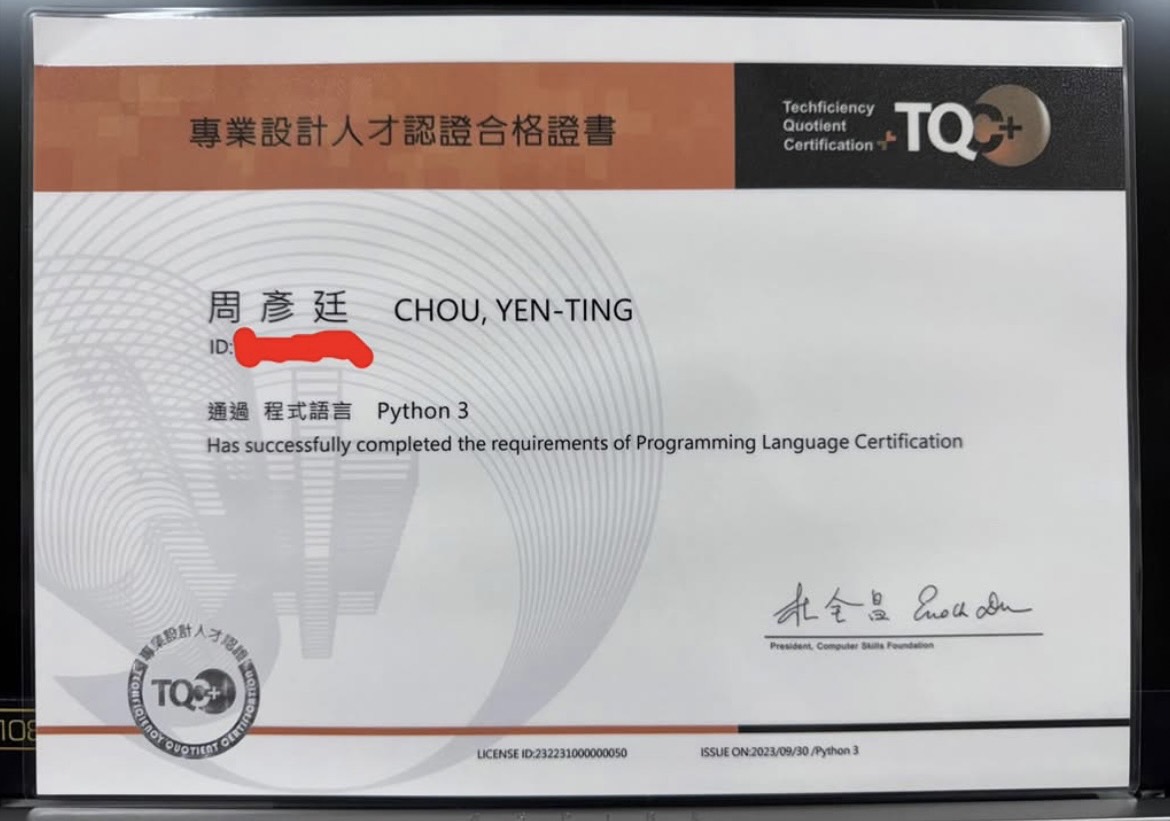 專業設計人才認證合格證書
Techficiency
Quotient
Certification
TQC+
周彥廷 CHOU, YEN-TING
ID:
通過 程式語言 Python 3
Has successfully completed the requirements of Programming Language Certification
杜全昌 Enoch Du
President, Computer Skills Foundation
專業設計人才認證
TQC+
TECHFICIENCY QUOTIENT CERTIFICATION
LICENSE ID:232231000000050
ISSUE ON:2023/09/30 /Python 3
108